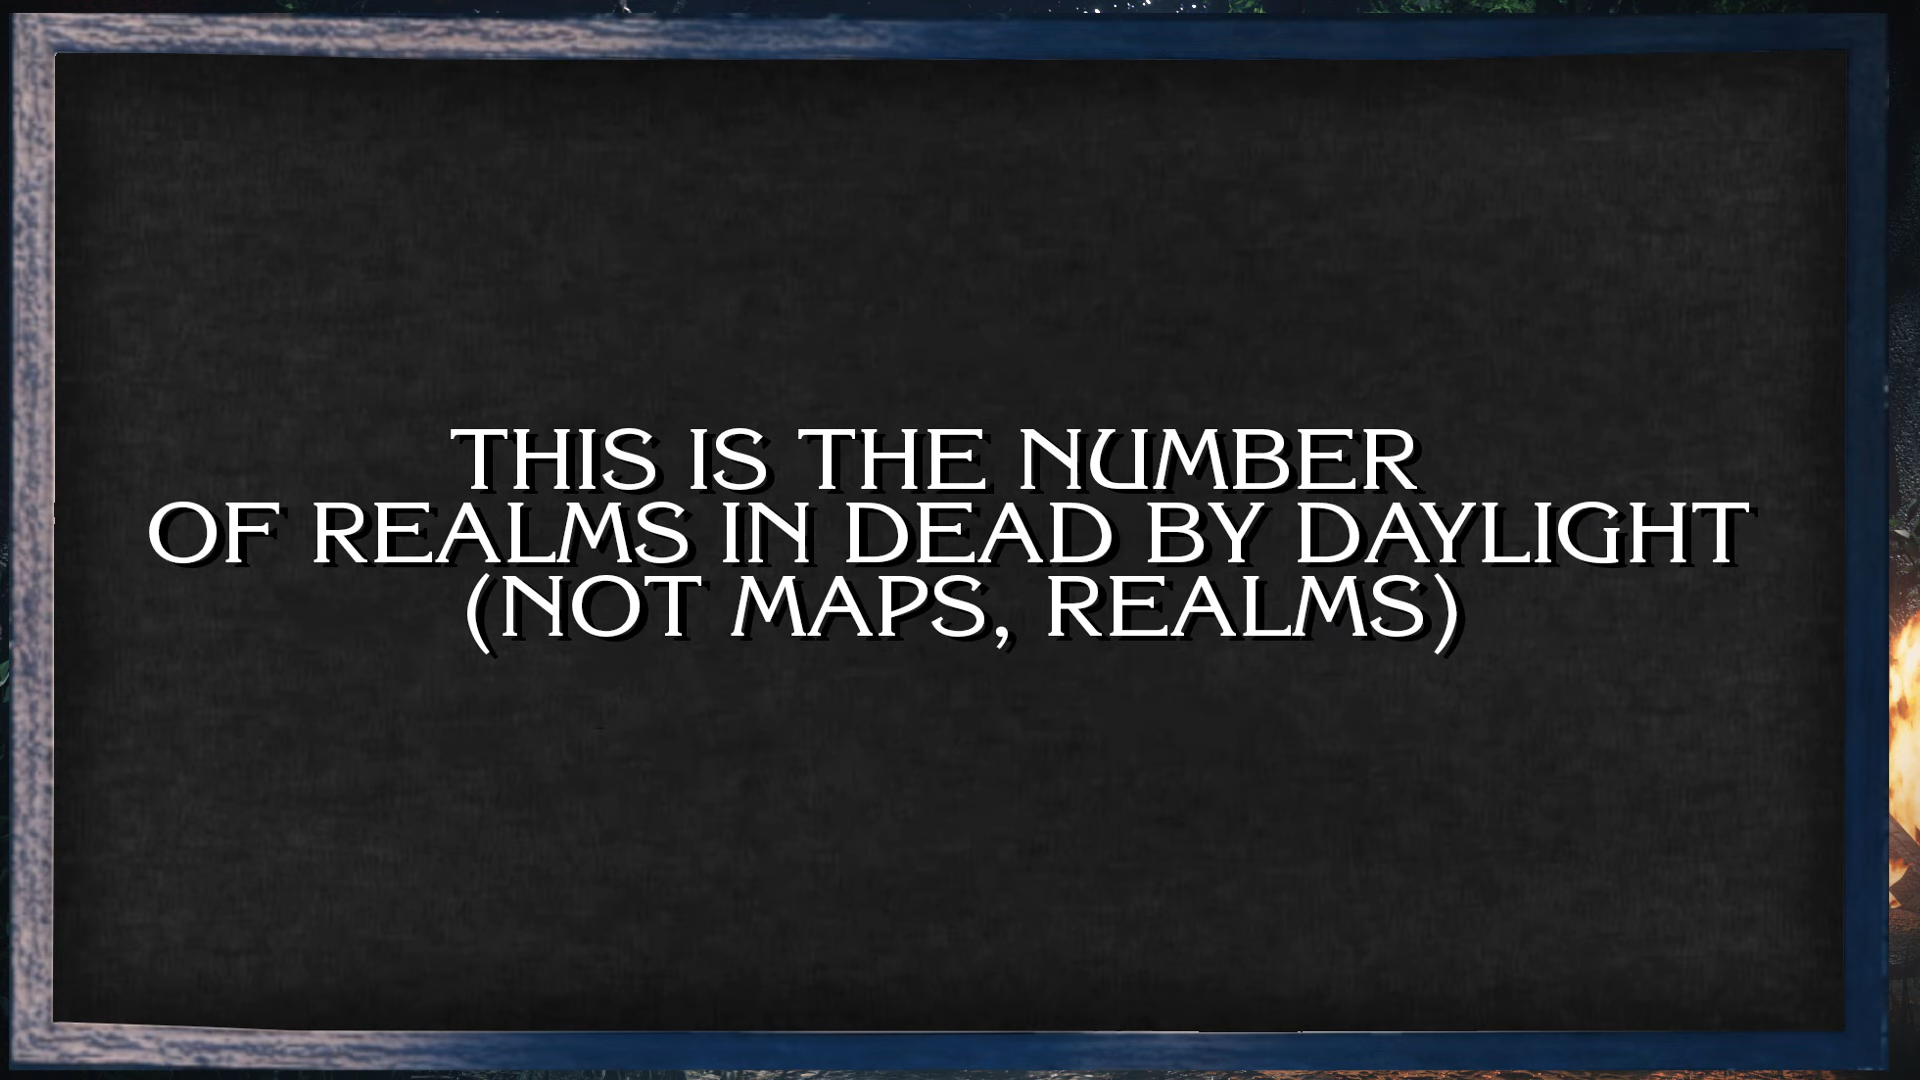 THIS IS THE NUMBER
OF REALMS IN DEAD BY DAYLIGHT
(NOT MAPS, REALMS)